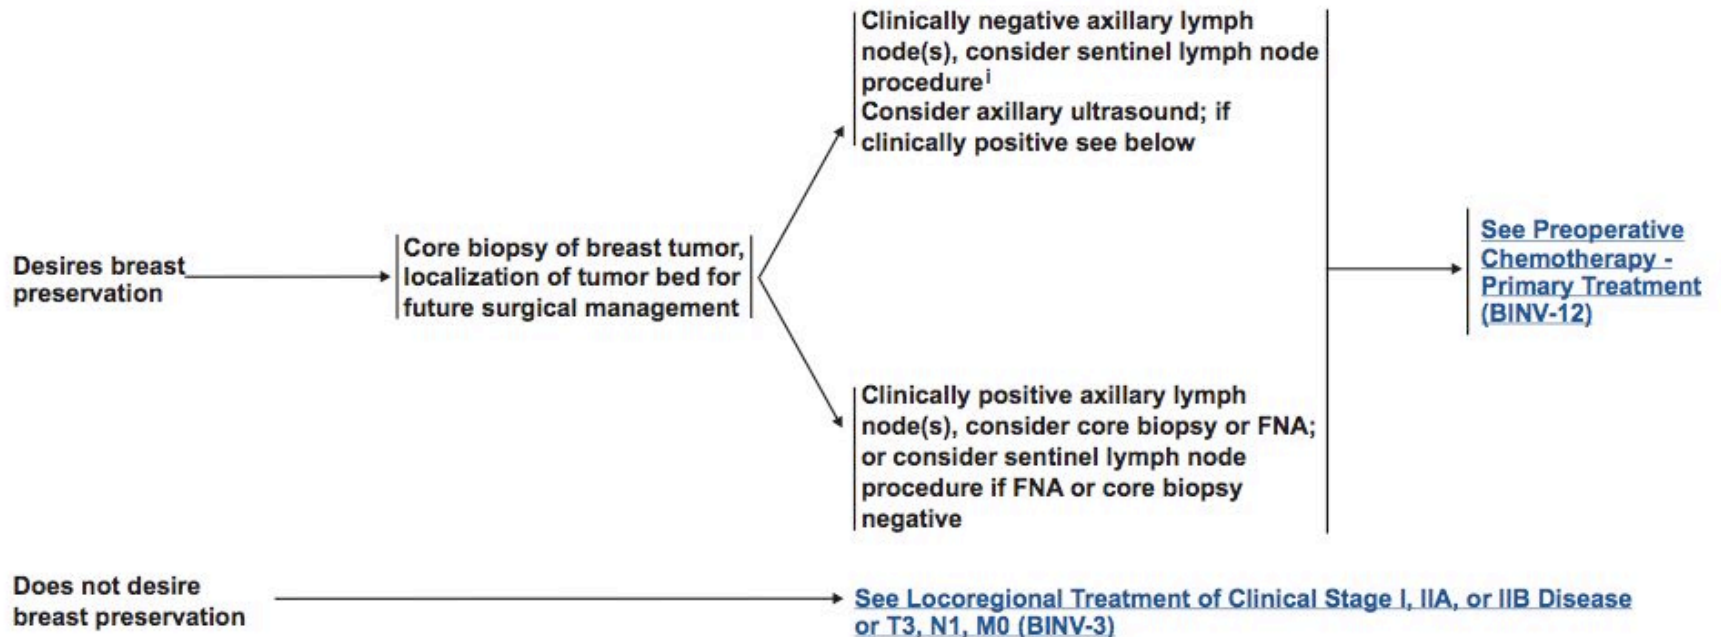 Clinically negative axillary lymph
node(s), consider sentinel lymph node
procedureⁱ
Consider axillary ultrasound; if
clinically positive see below
Desires breast
preservation
Core biopsy of breast tumor,
localization of tumor bed for
future surgical management
See Preoperative
Chemotherapy -
Primary Treatment
(BINV-12)
Clinically positive axillary lymph
node(s), consider core biopsy or FNA;
or consider sentinel lymph node
procedure if FNA or core biopsy
negative
Does not desire
breast preservation
See Locoregional Treatment of Clinical Stage I, IIA, or IIB Disease
or T3, N1, M0 (BINV-3)